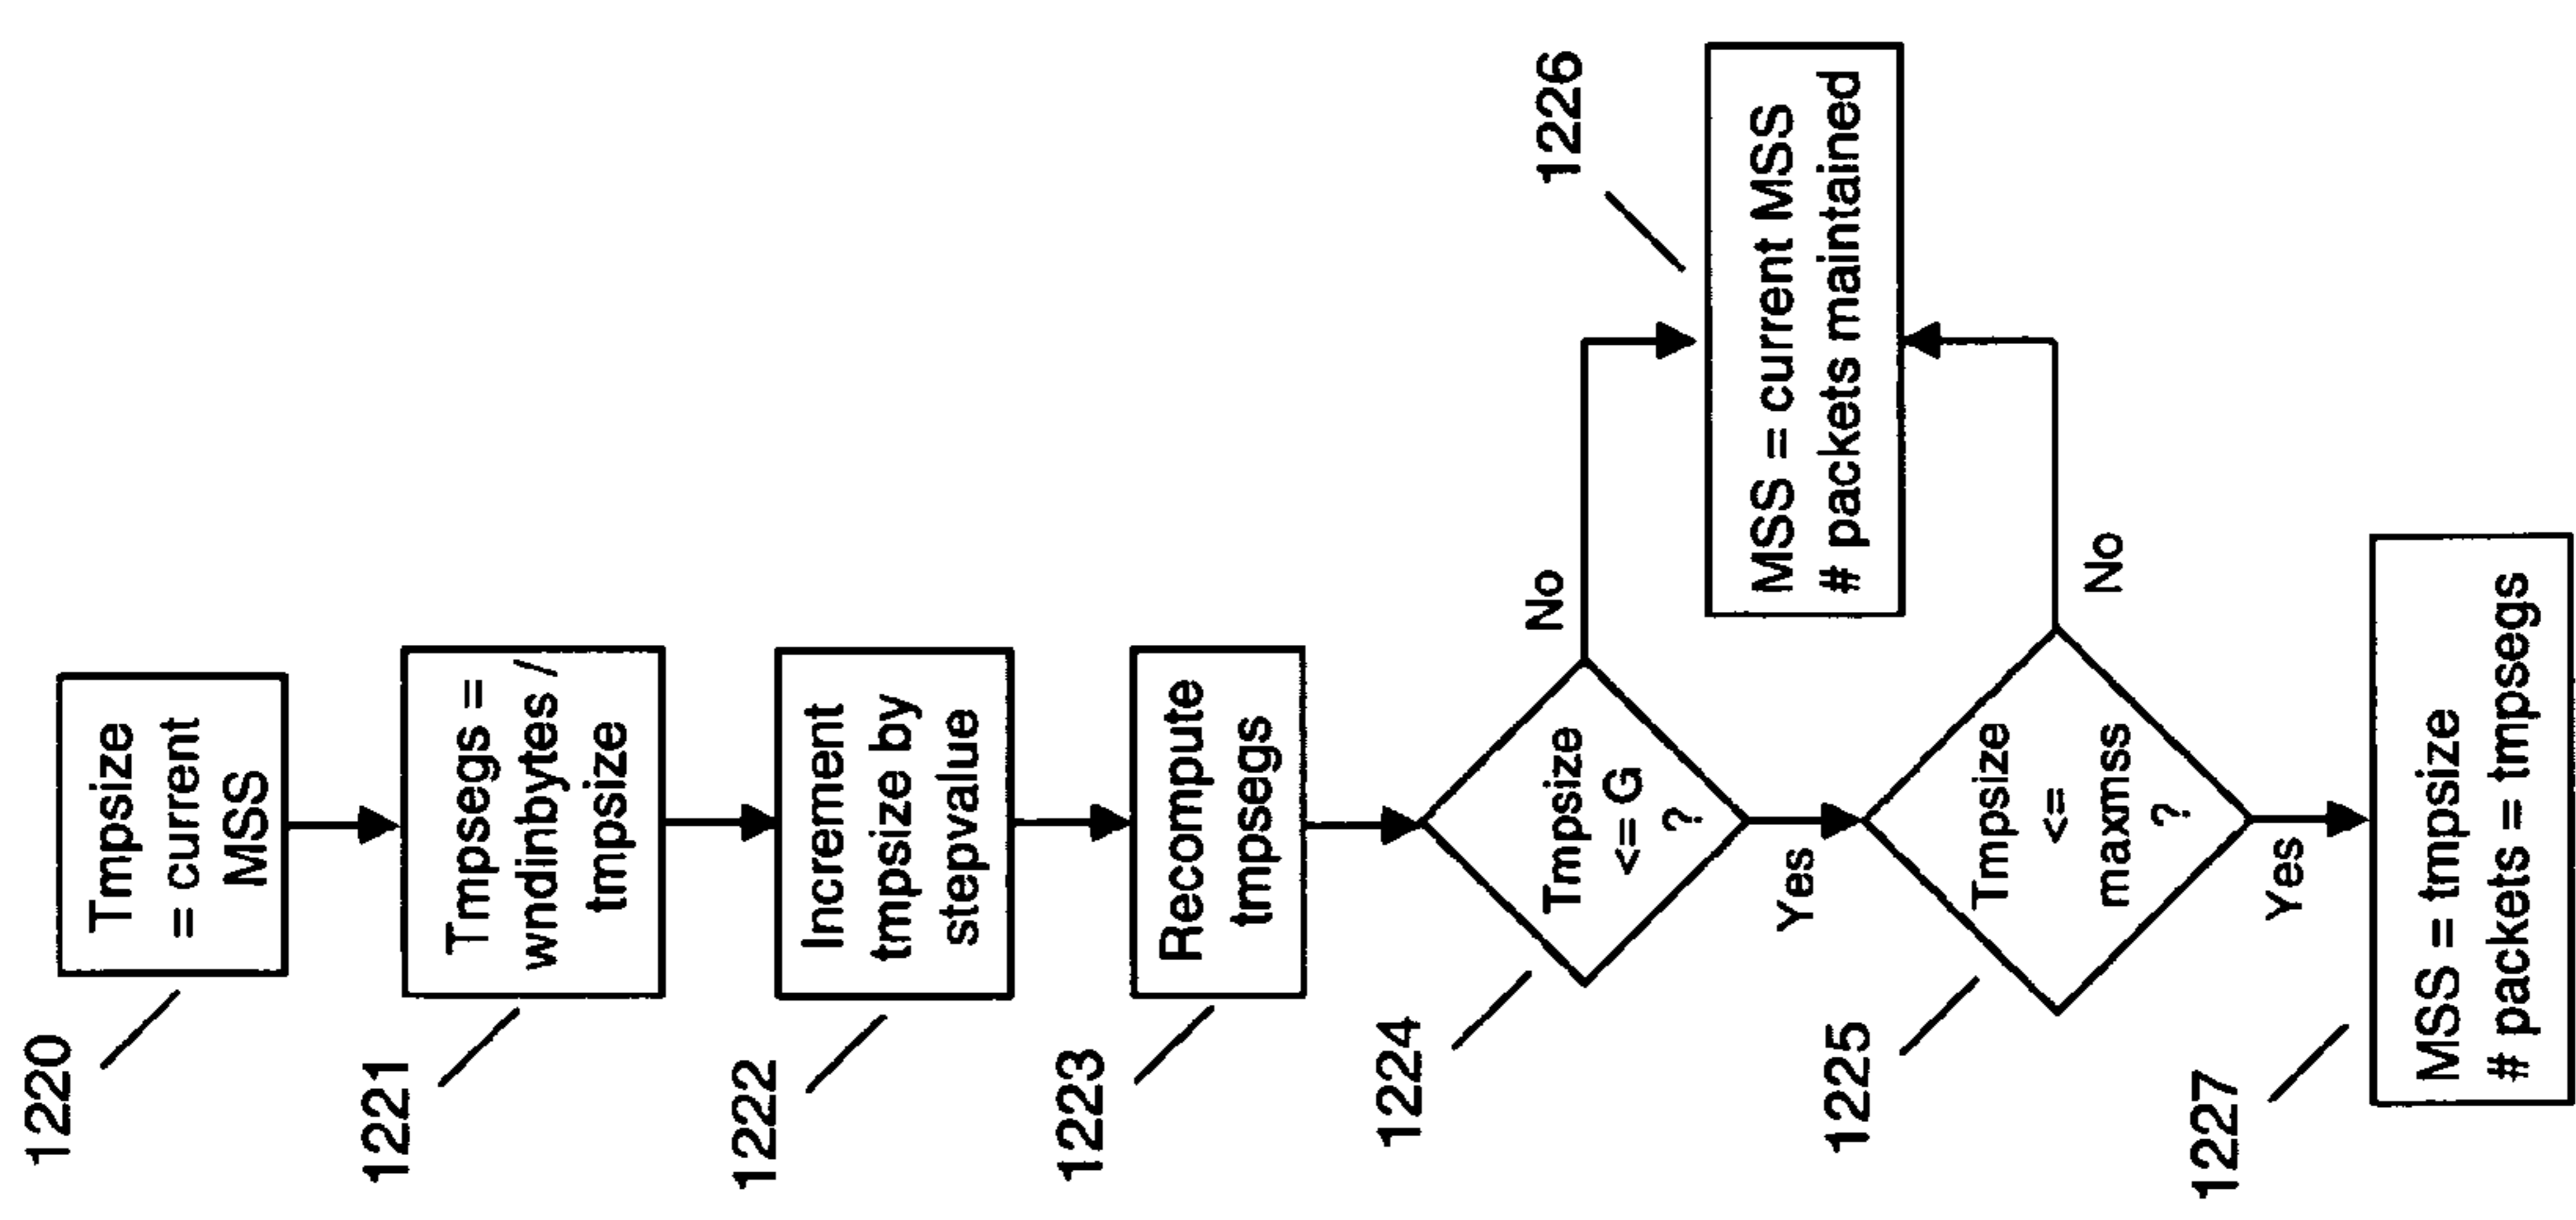 1220
Tmpsize
= current
MSS
1221
Tmpsegs =
wndinbytes /
tmpsize
1222
Increment
tmpsize by
stepvalue
1223
Recompute
tmpsegs
1224
Tmpsize
<= G
?
No
Yes
1226
MSS = current MSS
# packets maintained
1225
Tmpsize
<=
maxmss
?
No
Yes
1227
MSS = tmpsize
# packets = tmpsegs